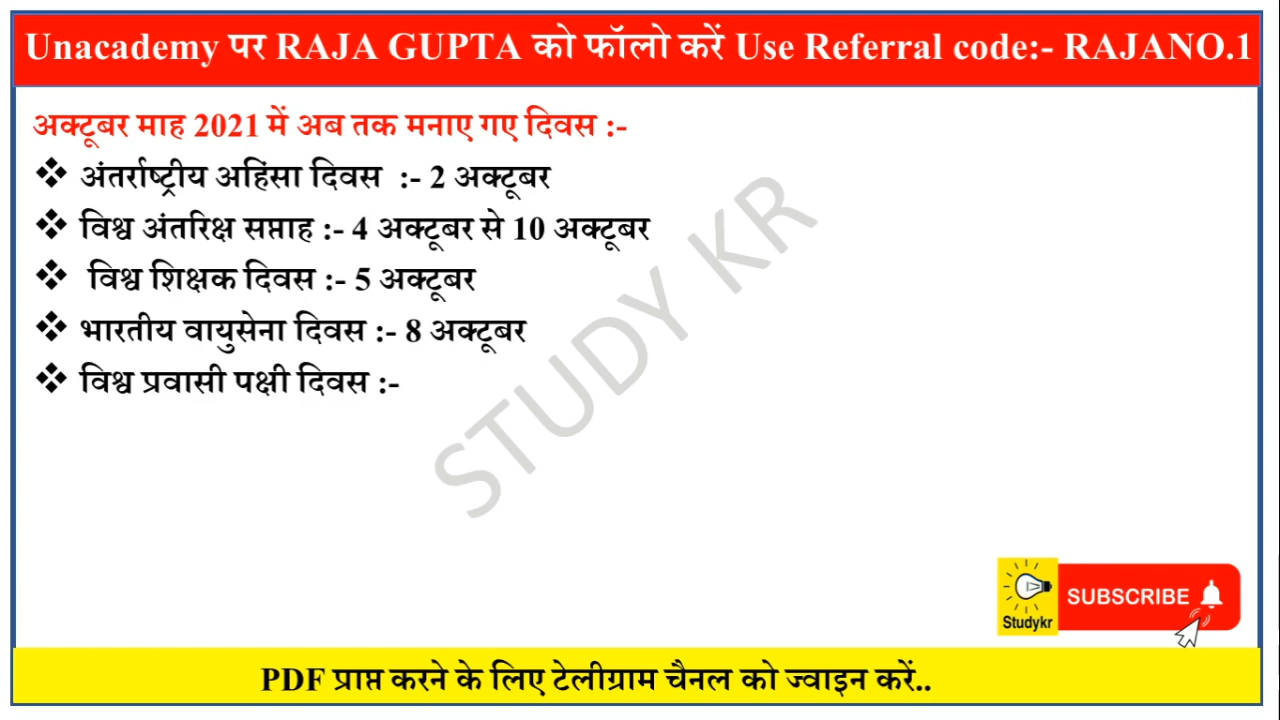 Unacademy पर RAJA GUPTA को फॉलो करें Use Referral code:- RAJANO.1
अक्टूबर माह 2021 में अब तक मनाए गए दिवस :-
❖ अंतर्राष्ट्रीय अहिंसा दिवस :- 2 अक्टूबर
❖ विश्व अंतरिक्ष सप्ताह :- 4 अक्टूबर से 10 अक्टूबर
❖ विश्व शिक्षक दिवस :- 5 अक्टूबर
❖ भारतीय वायुसेना दिवस :- 8 अक्टूबर
❖ विश्व प्रवासी पक्षी दिवस :-
STUDY KR
SUBSCRIBE
Studykr
PDF प्राप्त करने के लिए टेलीग्राम चैनल को ज्वाइन करें..